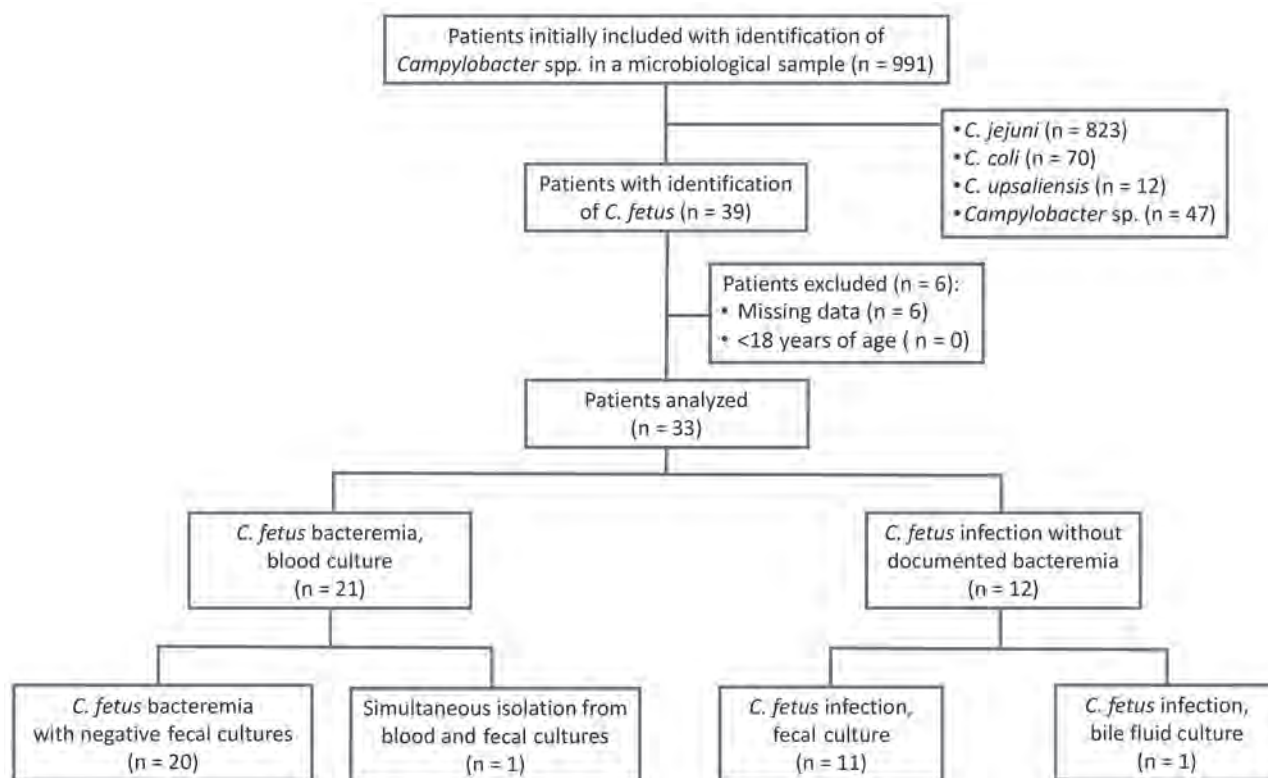 Patients initially included with identification of
Campylobacter spp. in a microbiological sample (n = 991)
• C. jejuni (n = 823)
• C. coli (n = 70)
• C. upsaliensis (n = 12)
• Campylobacter sp. (n = 47)
Patients with identification
of C. fetus (n = 39)
Patients excluded (n = 6):
• Missing data (n = 6)
• <18 years of age ( n = 0)
Patients analyzed
(n = 33)
C. fetus bacteremia,
blood culture
(n = 21)
C. fetus infection without
documented bacteremia
(n = 12)
C. fetus bacteremia
with negative fecal cultures
(n = 20)
Simultaneous isolation from
blood and fecal cultures
(n = 1)
C. fetus infection,
fecal culture
(n = 11)
C. fetus infection,
bile fluid culture
(n = 1)